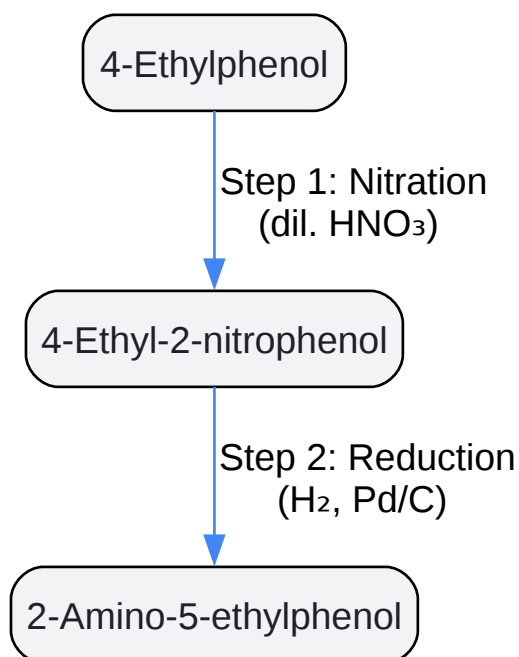 4-Ethylphenol
Step 1: Nitration
(dil. HNO₃)
4-Ethyl-2-nitrophenol
Step 2: Reduction
(H₂, Pd/C)
2-Amino-5-ethylphenol